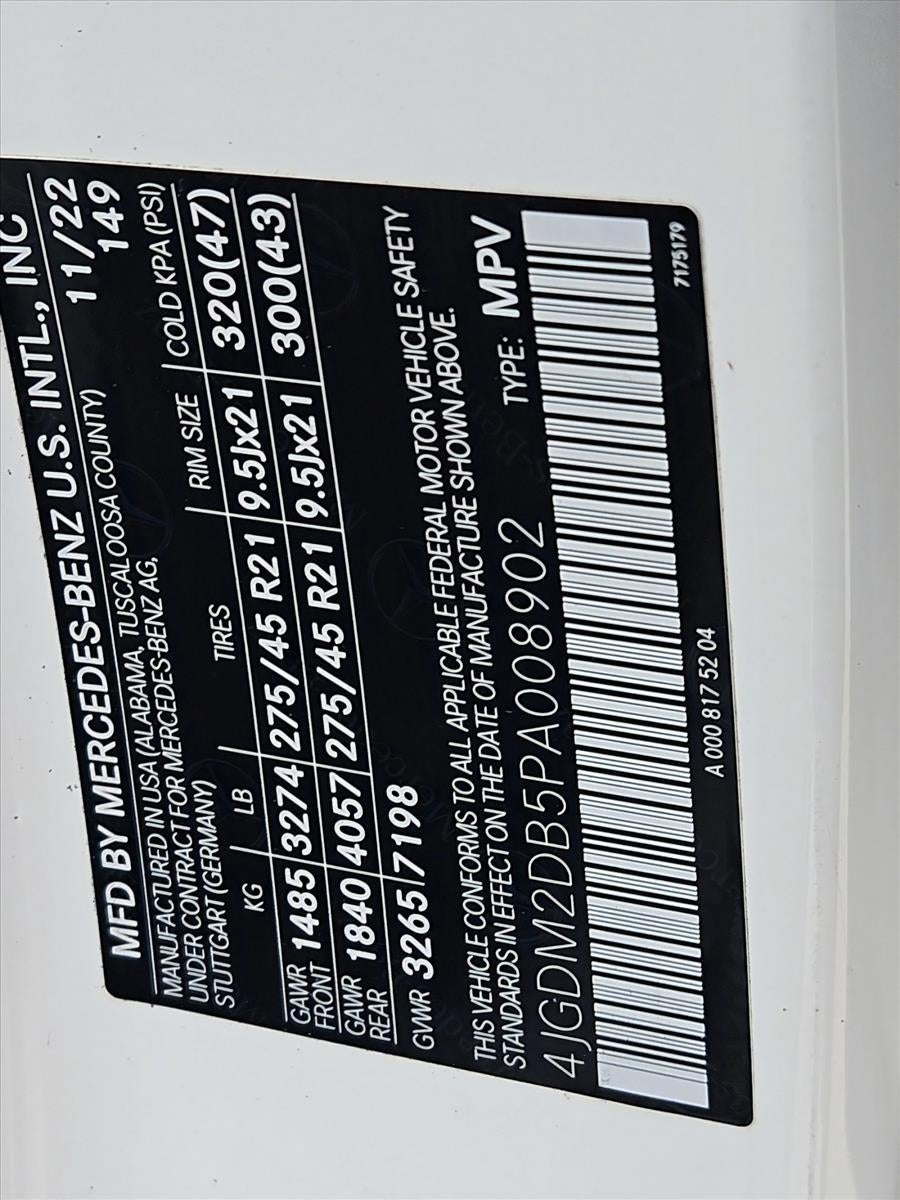 MFD BY MERCEDES-BENZ U.S. INTL., INC
MANUFACTURED IN USA (ALABAMA, TUSCALOOSA COUNTY) 11/22
UNDER CONTRACT FOR MERCEDES-BENZ AG, 149
STUTTGART (GERMANY)
KG LB TIRES RIM SIZE COLD KPA (PSI)
GAWR FRONT 1485 3274 275/45 R21 9.5Jx21 320(47)
GAWR REAR 1840 4057 275/45 R21 9.5Jx21 300(43)
GVWR 3265 7198
THIS VEHICLE CONFORMS TO ALL APPLICABLE FEDERAL MOTOR VEHICLE SAFETY
STANDARDS IN EFFECT ON THE DATE OF MANUFACTURE SHOWN ABOVE.
4JGDM2DB5PA008902 TYPE: MPV
A 000 817 52 04 7175179